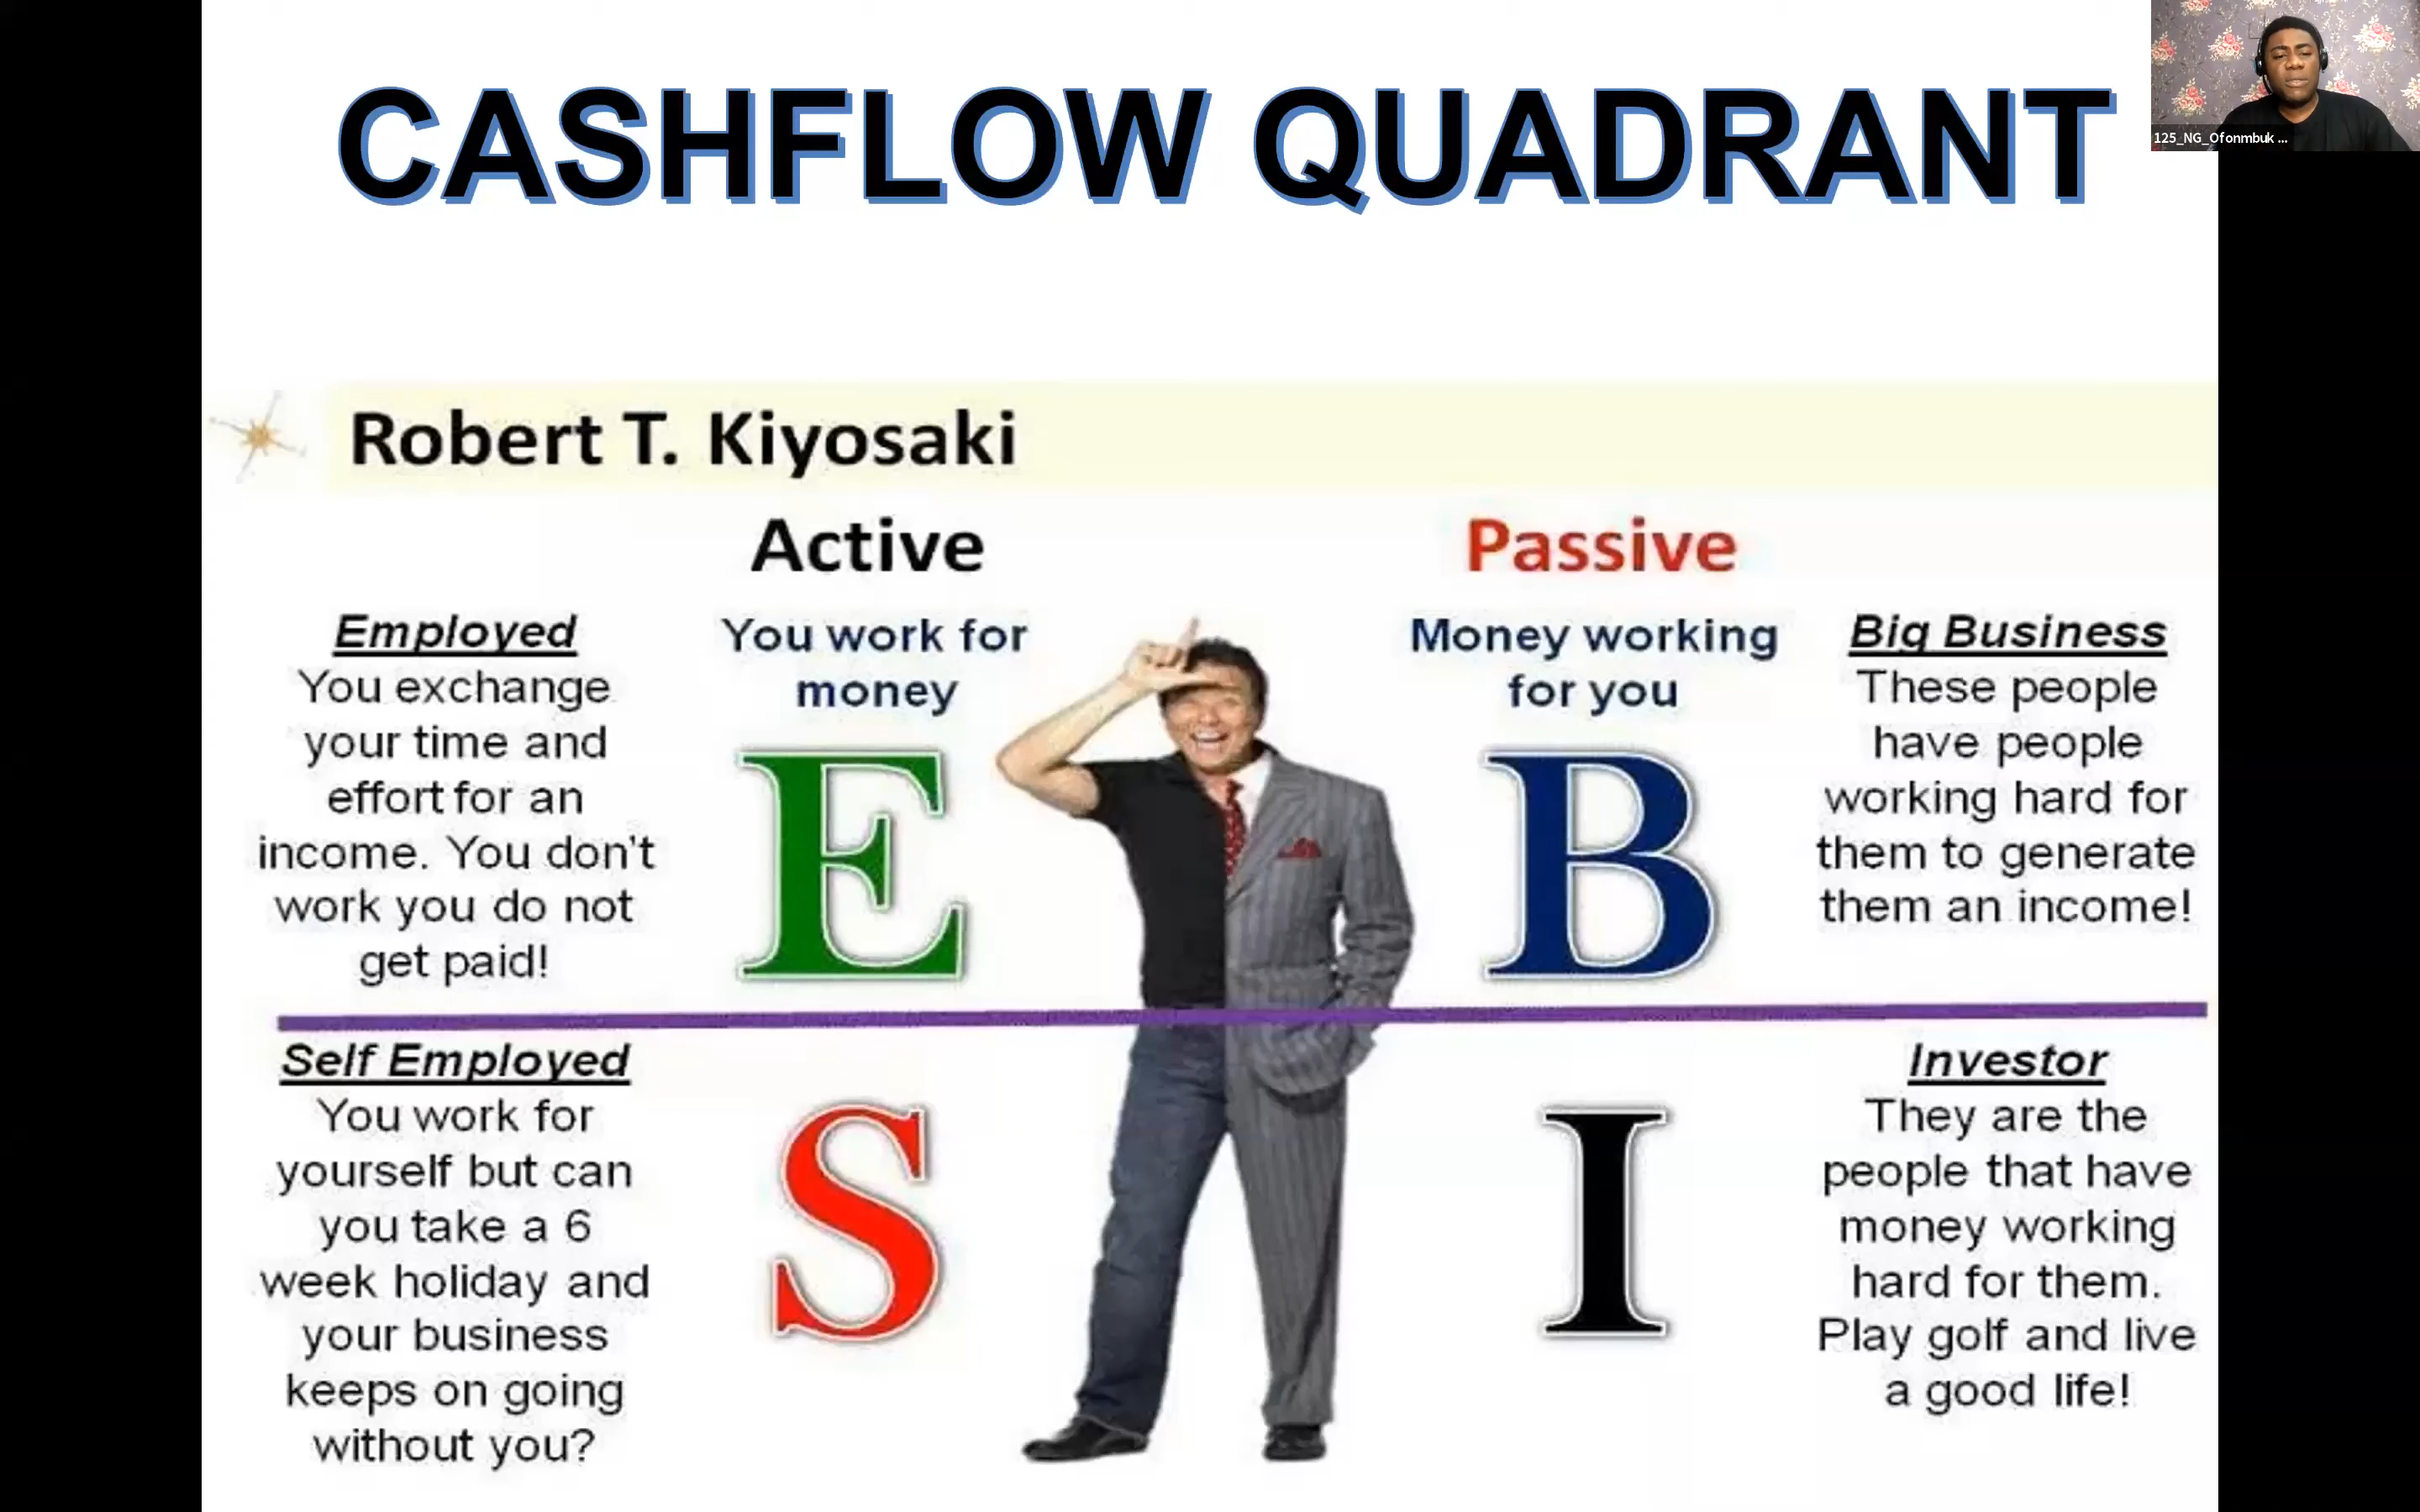 CASHFLOW QUADRANT
125_NG_Ofonmbuk ...
Robert T. Kiyosaki
Active
Passive
Employed
You exchange
your time and
effort for an
income. You don't
work you do not
get paid!
You work for
money
E
Money working
for you
B
Big Business
These people
have people
working hard for
them to generate
them an income!
Self Employed
You work for
yourself but can
you take a 6
week holiday and
your business
keeps on going
without you?
S
I
Investor
They are the
people that have
money working
hard for them.
Play golf and live
a good life!